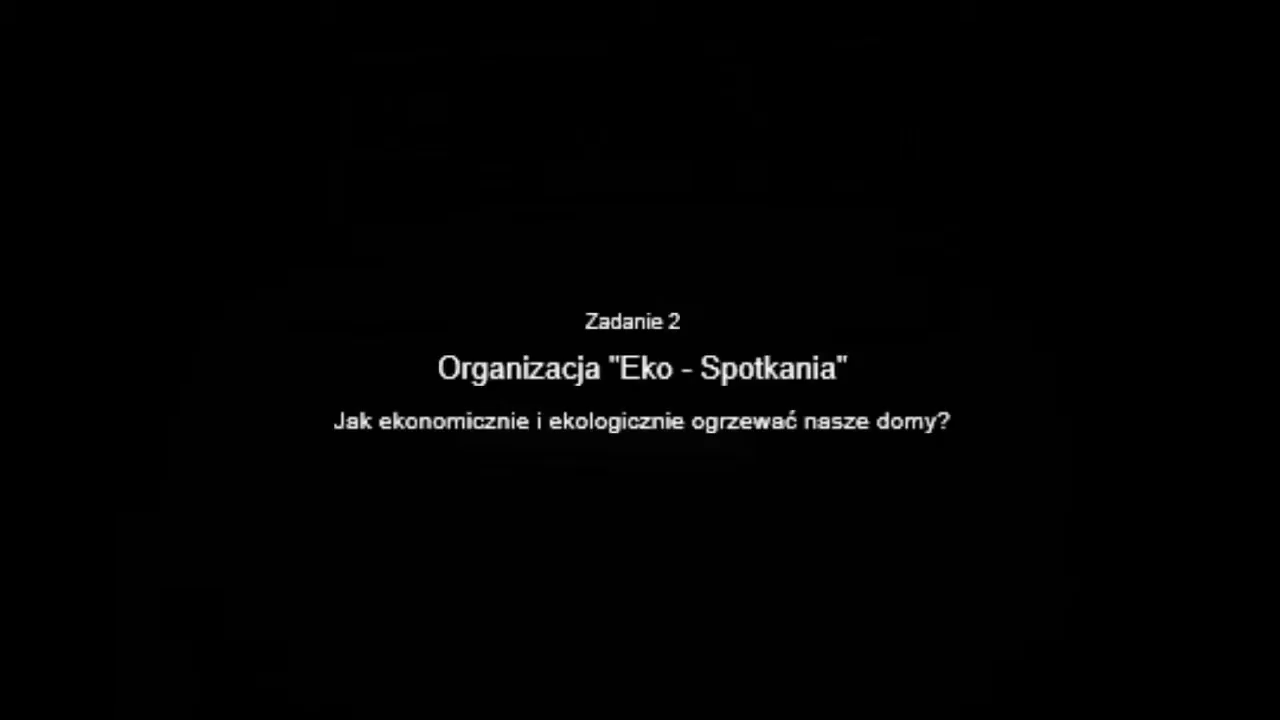 Zadanie 2
Organizacja "Eko - Spotkania"
Jak ekonomicznie i ekologicznie ogrzewać nasze domy?